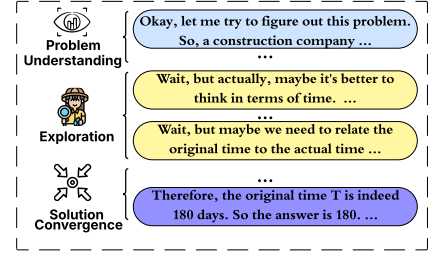 Problem
Understanding
Okay, let me try to figure out this problem.
So, a construction company ...
...
Exploration
Wait, but actually, maybe it's better to
think in terms of time. ...
Wait, but maybe we need to relate the
original time to the actual time ...
...
Solution
Convergence
Therefore, the original time T is indeed
180 days. So the answer is 180. ...